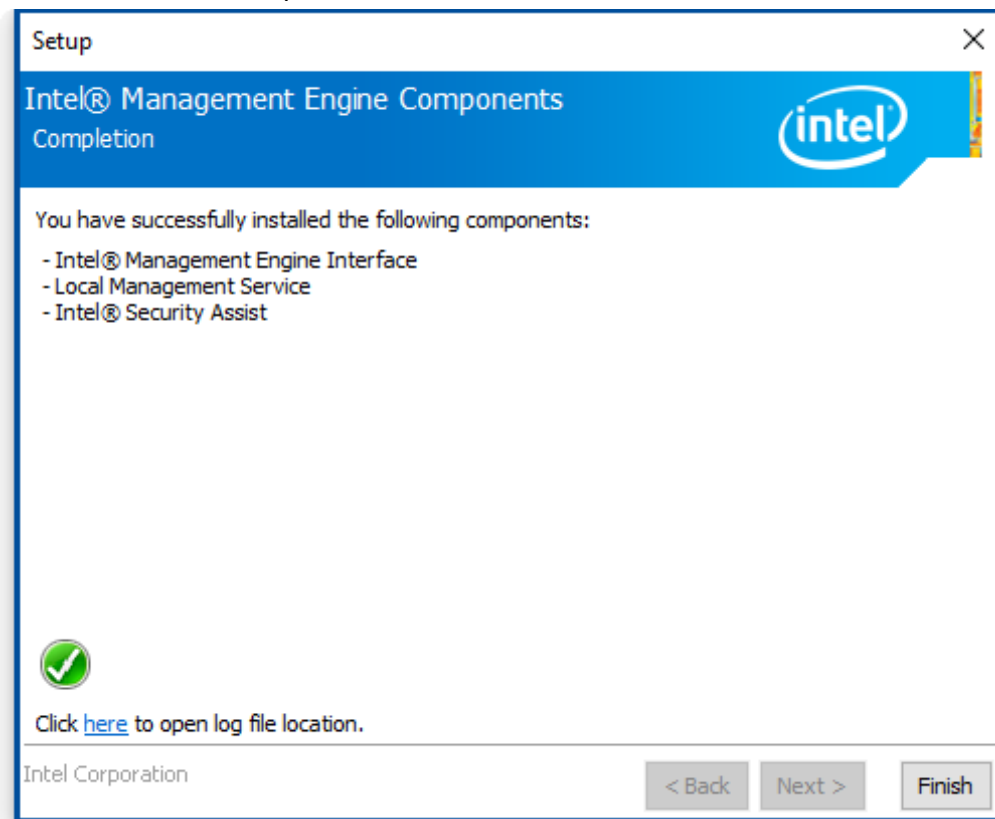 Setup
Intel® Management Engine Components
Completion
intel
You have successfully installed the following components:
- Intel® Management Engine Interface
- Local Management Service
- Intel® Security Assist
Click here to open log file location.
Intel Corporation
< Back
Next >
Finish